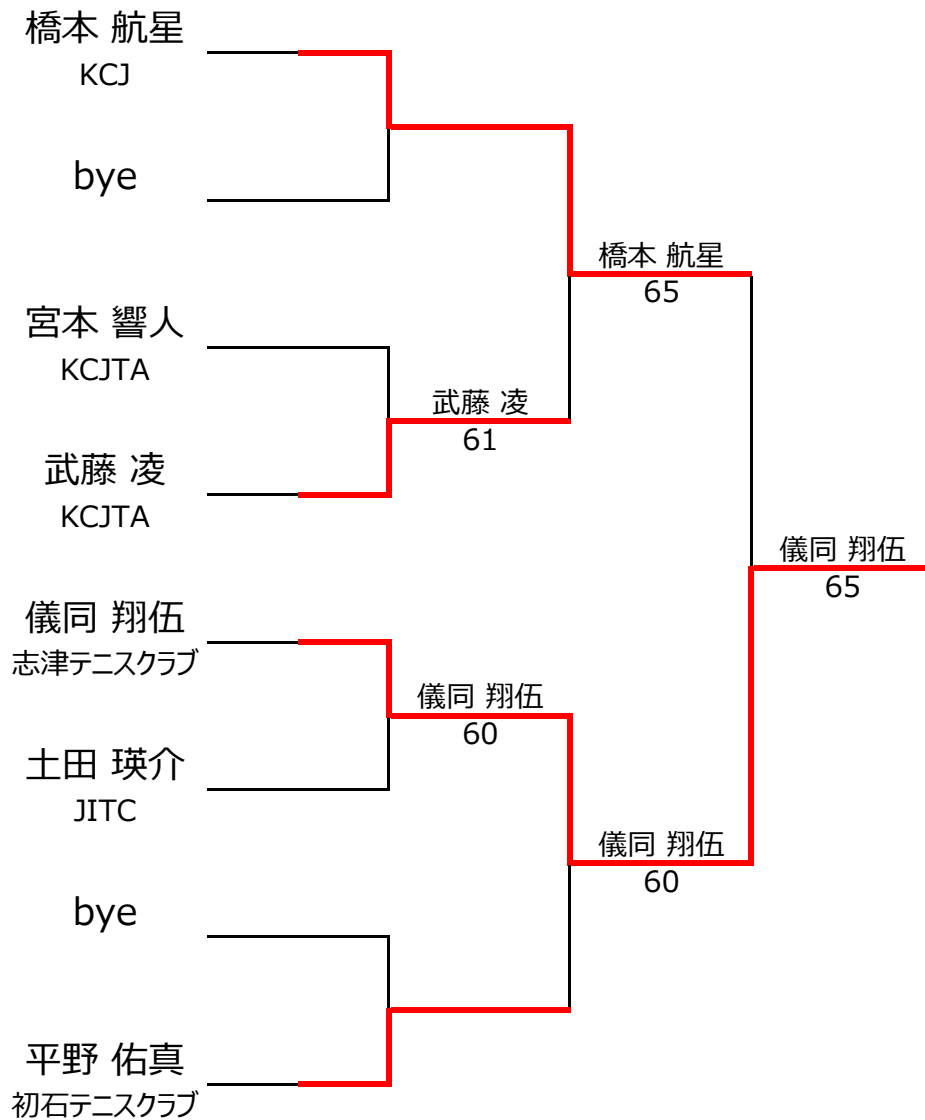 橋本 航星
KCJ
bye
宮本 響人
KCJTA
武藤 凌
KCJTA
儀同 翔伍
志津テニスクラブ
土田 瑛介
JITC
bye
平野 佑真
初石テニスクラブ
武藤 凌
61
儀同 翔伍
60
橋本 航星
65
儀同 翔伍
60
儀同 翔伍
65